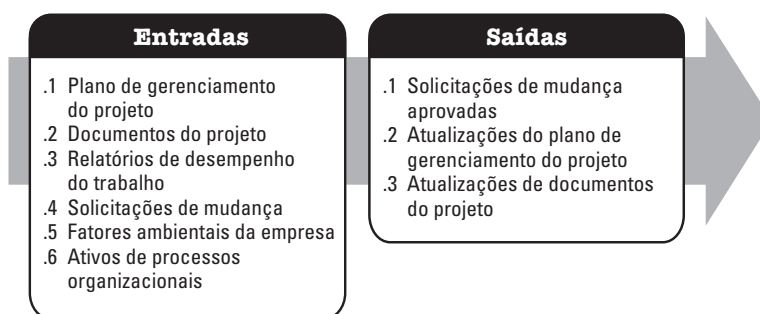 Entradas
.1 Plano de gerenciamento
do projeto
.2 Documentos do projeto
.3 Relatórios de desempenho
do trabalho
.4 Solicitações de mudança
.5 Fatores ambientais da empresa
.6 Ativos de processos
organizacionais
Saídas
.1 Solicitações de mudança
aprovadas
.2 Atualizações do plano de
gerenciamento do projeto
.3 Atualizações de documentos
do projeto